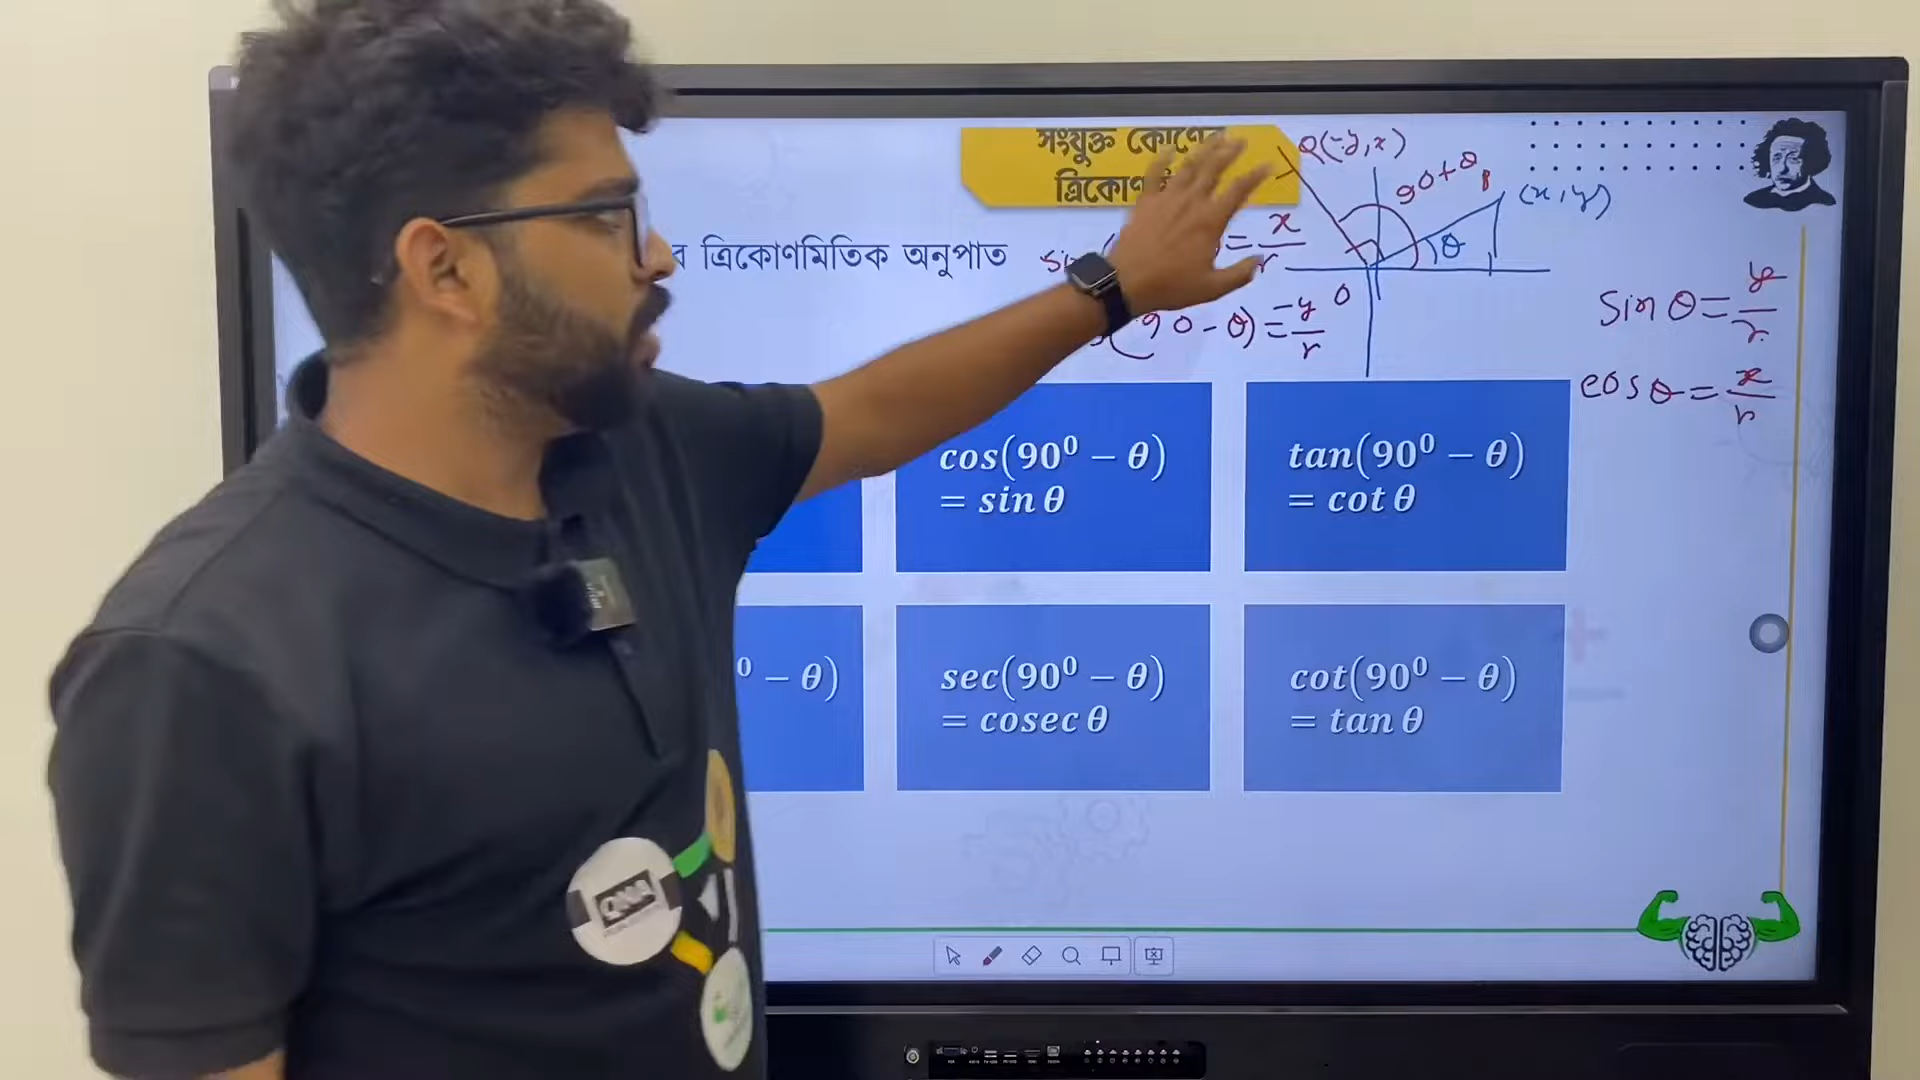 সংযুক্ত কোণের
Q(-y, x)
90+θ
P
(x, y)
ত্রিকোণ
ত্রিকোণমিতিক অনুপাত
= x/r
θ
O
sin θ = y/r
90 - θ) = -y/r
cos θ = x/r
cos(90⁰ − θ)
= sin θ
tan(90⁰ − θ)
= cot θ
⁰ − θ)
sec(90⁰ − θ)
= cosec θ
cot(90⁰ − θ)
= tan θ